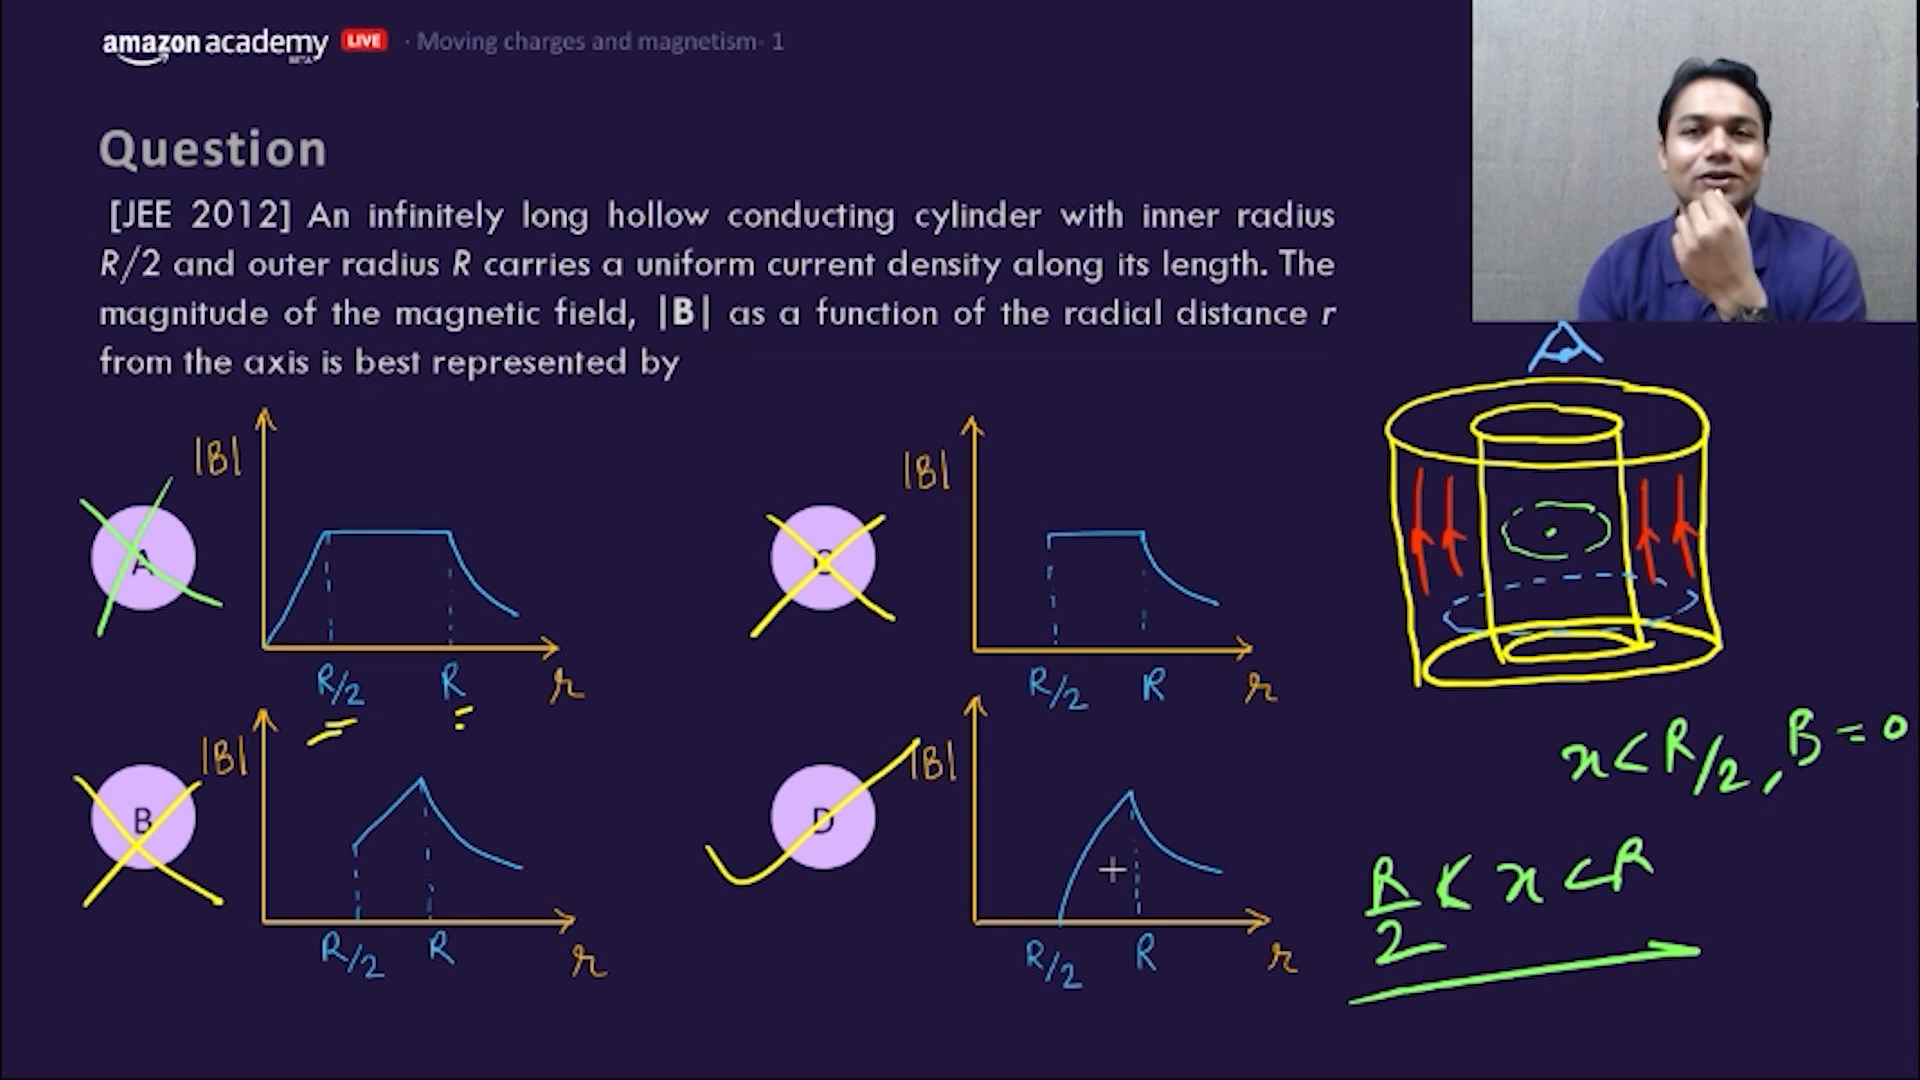 amazon academy LIVE · Moving charges and magnetism- 1
BETA
Question
[JEE 2012] An infinitely long hollow conducting cylinder with inner radius
R/2 and outer radius R carries a uniform current density along its length. The
magnitude of the magnetic field, |B| as a function of the radial distance r
from the axis is best represented by
|B|
A
R/2 R r
|B|
C
R/2 R r
|B|
B
R/2 R r
|B|
D
R/2 R r
x<R/2, B=0
R/2 < x < R